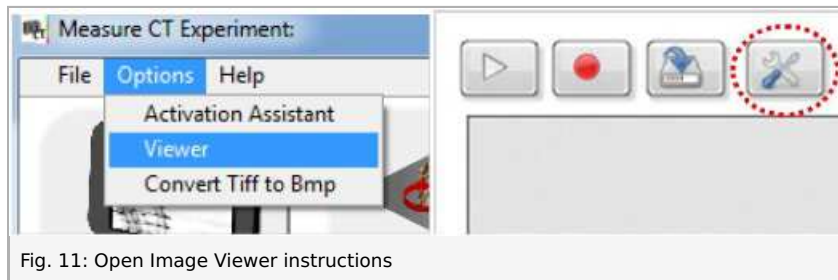 Measure CT Experiment:
File Options Help
Activation Assistant
Viewer
Convert Tiff to Bmp
Fig. 11: Open Image Viewer instructions